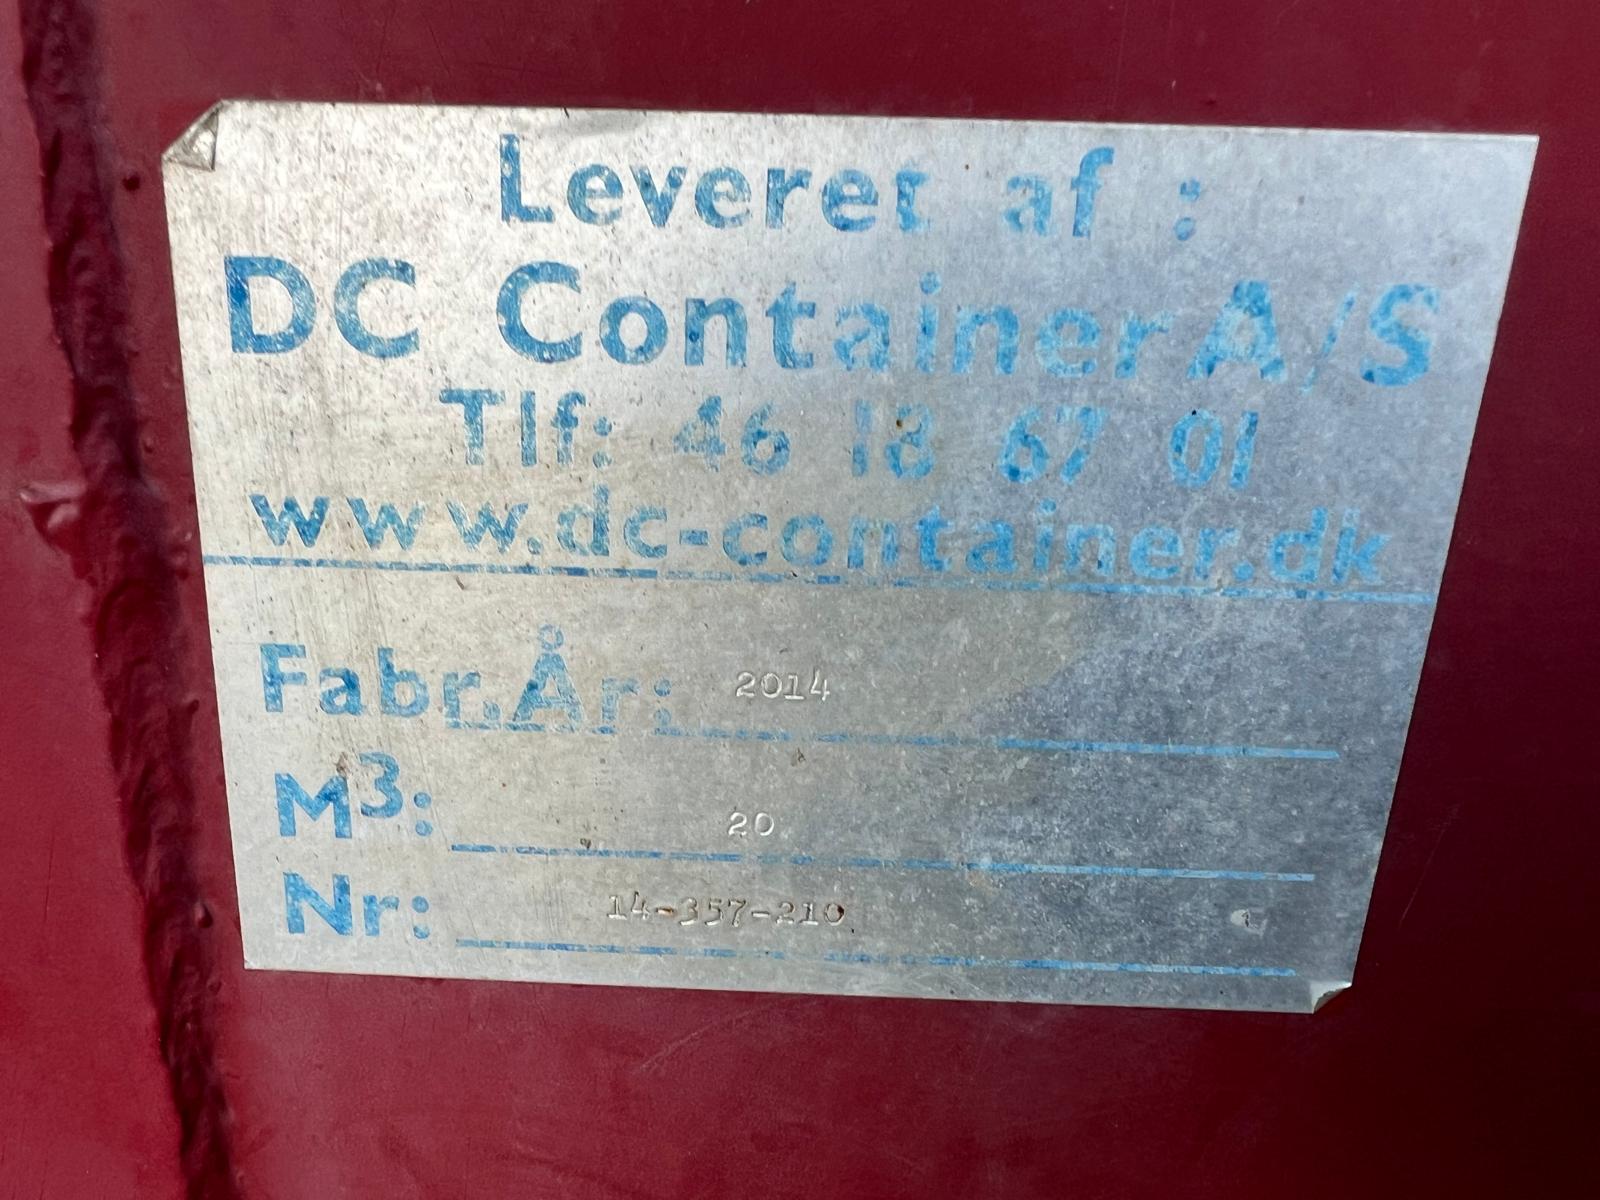 Leveret af :
DC Container A/S
Tlf: 46 18 67 01
www.dc-container.dk
Fabr.År: 2014
M³: 20
Nr: 14-357-210